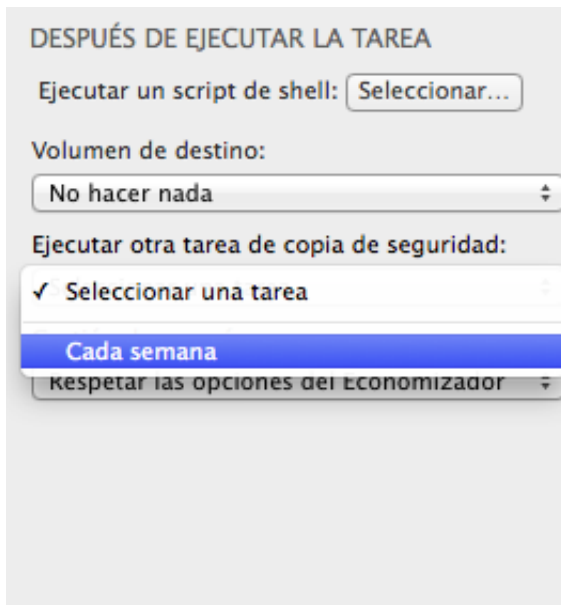 DESPUÉS DE EJECUTAR LA TAREA
Ejecutar un script de shell: Seleccionar...
Volumen de destino:
No hacer nada
Ejecutar otra tarea de copia de seguridad:
✓ Seleccionar una tarea
Cada semana
Respetar las opciones del Economizador